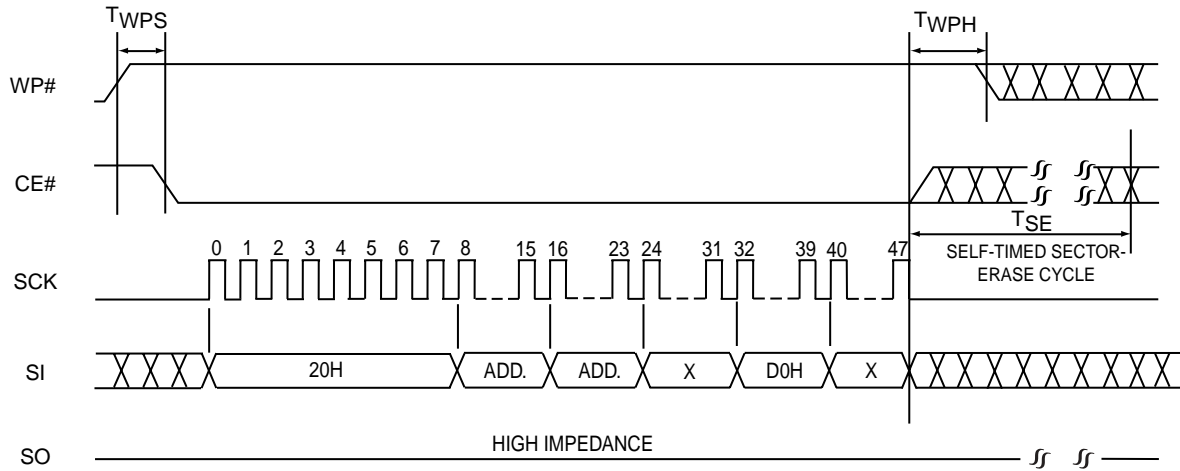 TWPS TWPH
WP#
CE#
TSE
0 1 2 3 4 5 6 7 8 15 16 23 24 31 32 39 40 47
SELF-TIMED SECTOR-
ERASE CYCLE
SCK
SI 20H ADD. ADD. X D0H X
HIGH IMPEDANCE
SO